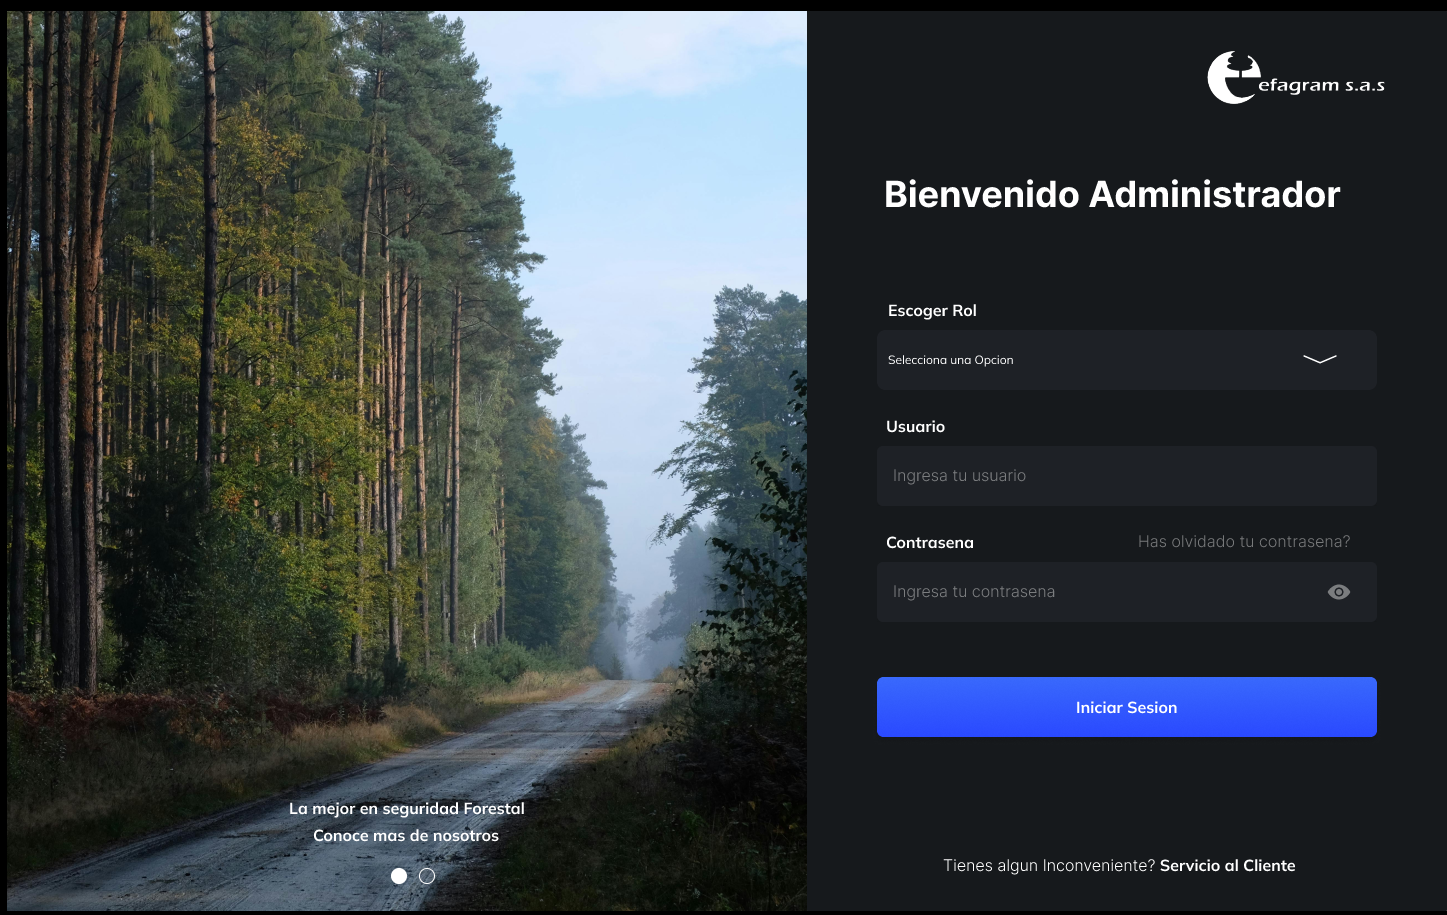 efagram s.a.s
Bienvenido Administrador
Escoger Rol
Selecciona una Opcion
Usuario
Ingresa tu usuario
Contrasena
Has olvidado tu contrasena?
Ingresa tu contrasena
Iniciar Sesion
Tienes algun Inconveniente? Servicio al Cliente
La mejor en seguridad Forestal
Conoce mas de nosotros